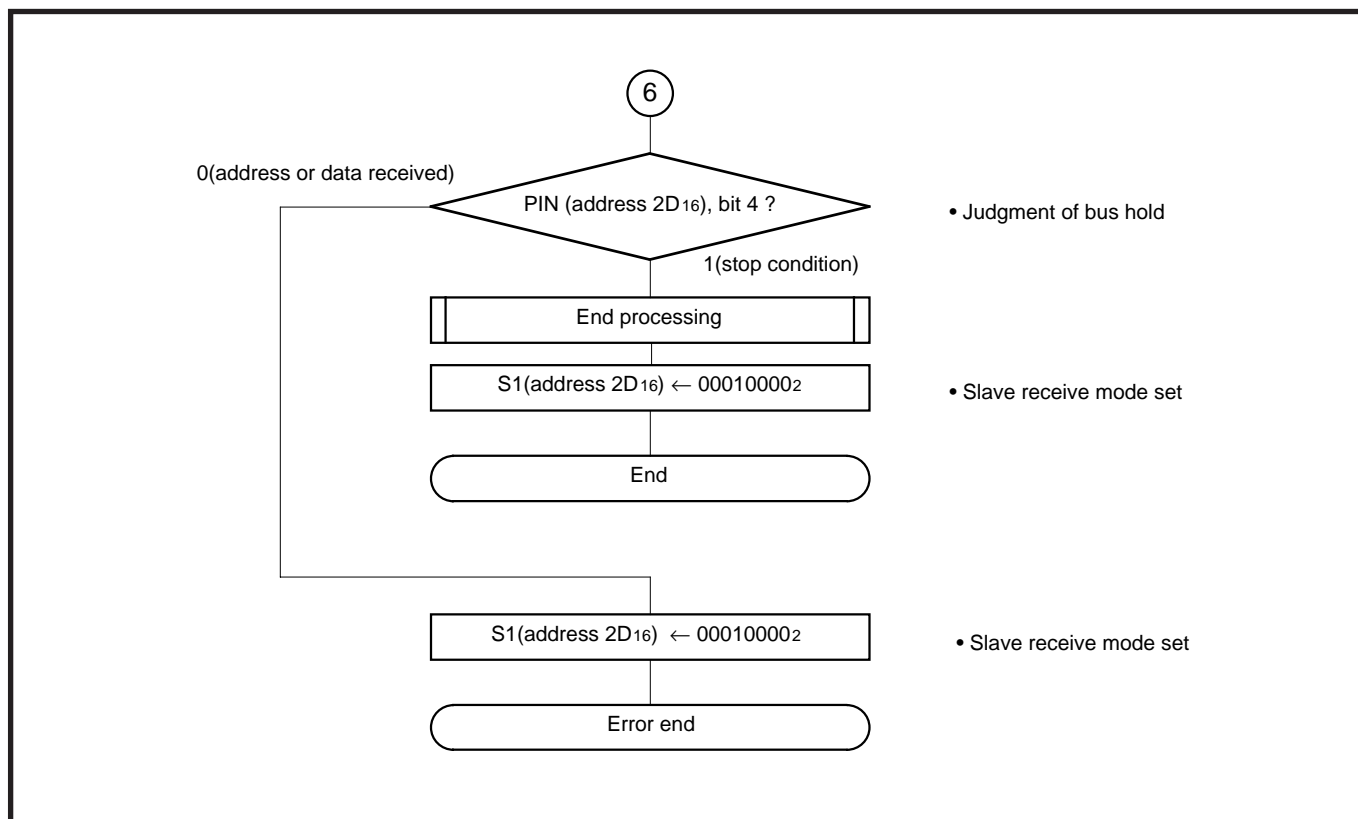 6
0(address or data received)
PIN (address 2D16), bit 4 ?
• Judgment of bus hold
1(stop condition)
End processing
S1(address 2D16) ← 000100002
• Slave receive mode set
End
S1(address 2D16) ← 000100002
• Slave receive mode set
Error end